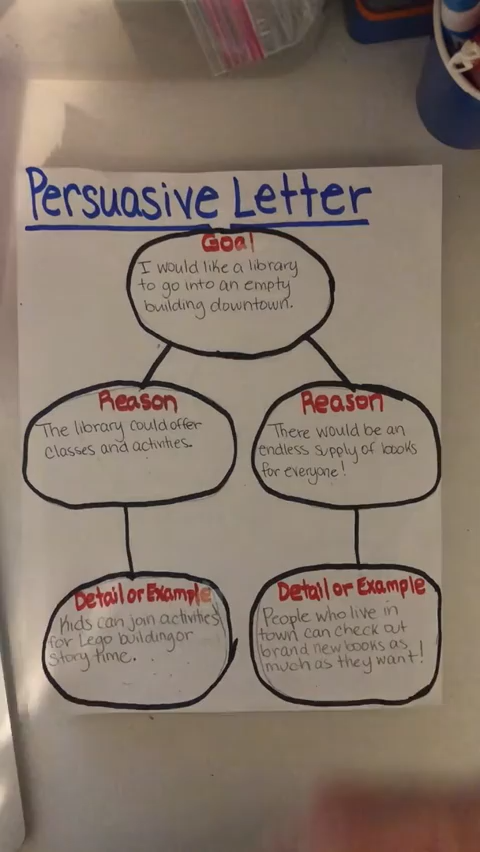 Persuasive Letter
Goal
I would like a library
to go into an empty
building downtown.
Reason
The library could offer
classes and activities.
Reason
There would be an
endless supply of books
for everyone!
Detail or Example
Kids can join activities
for Lego building or
story time.
Detail or Example
People who live in
town can check out
brand new books as
much as they want!